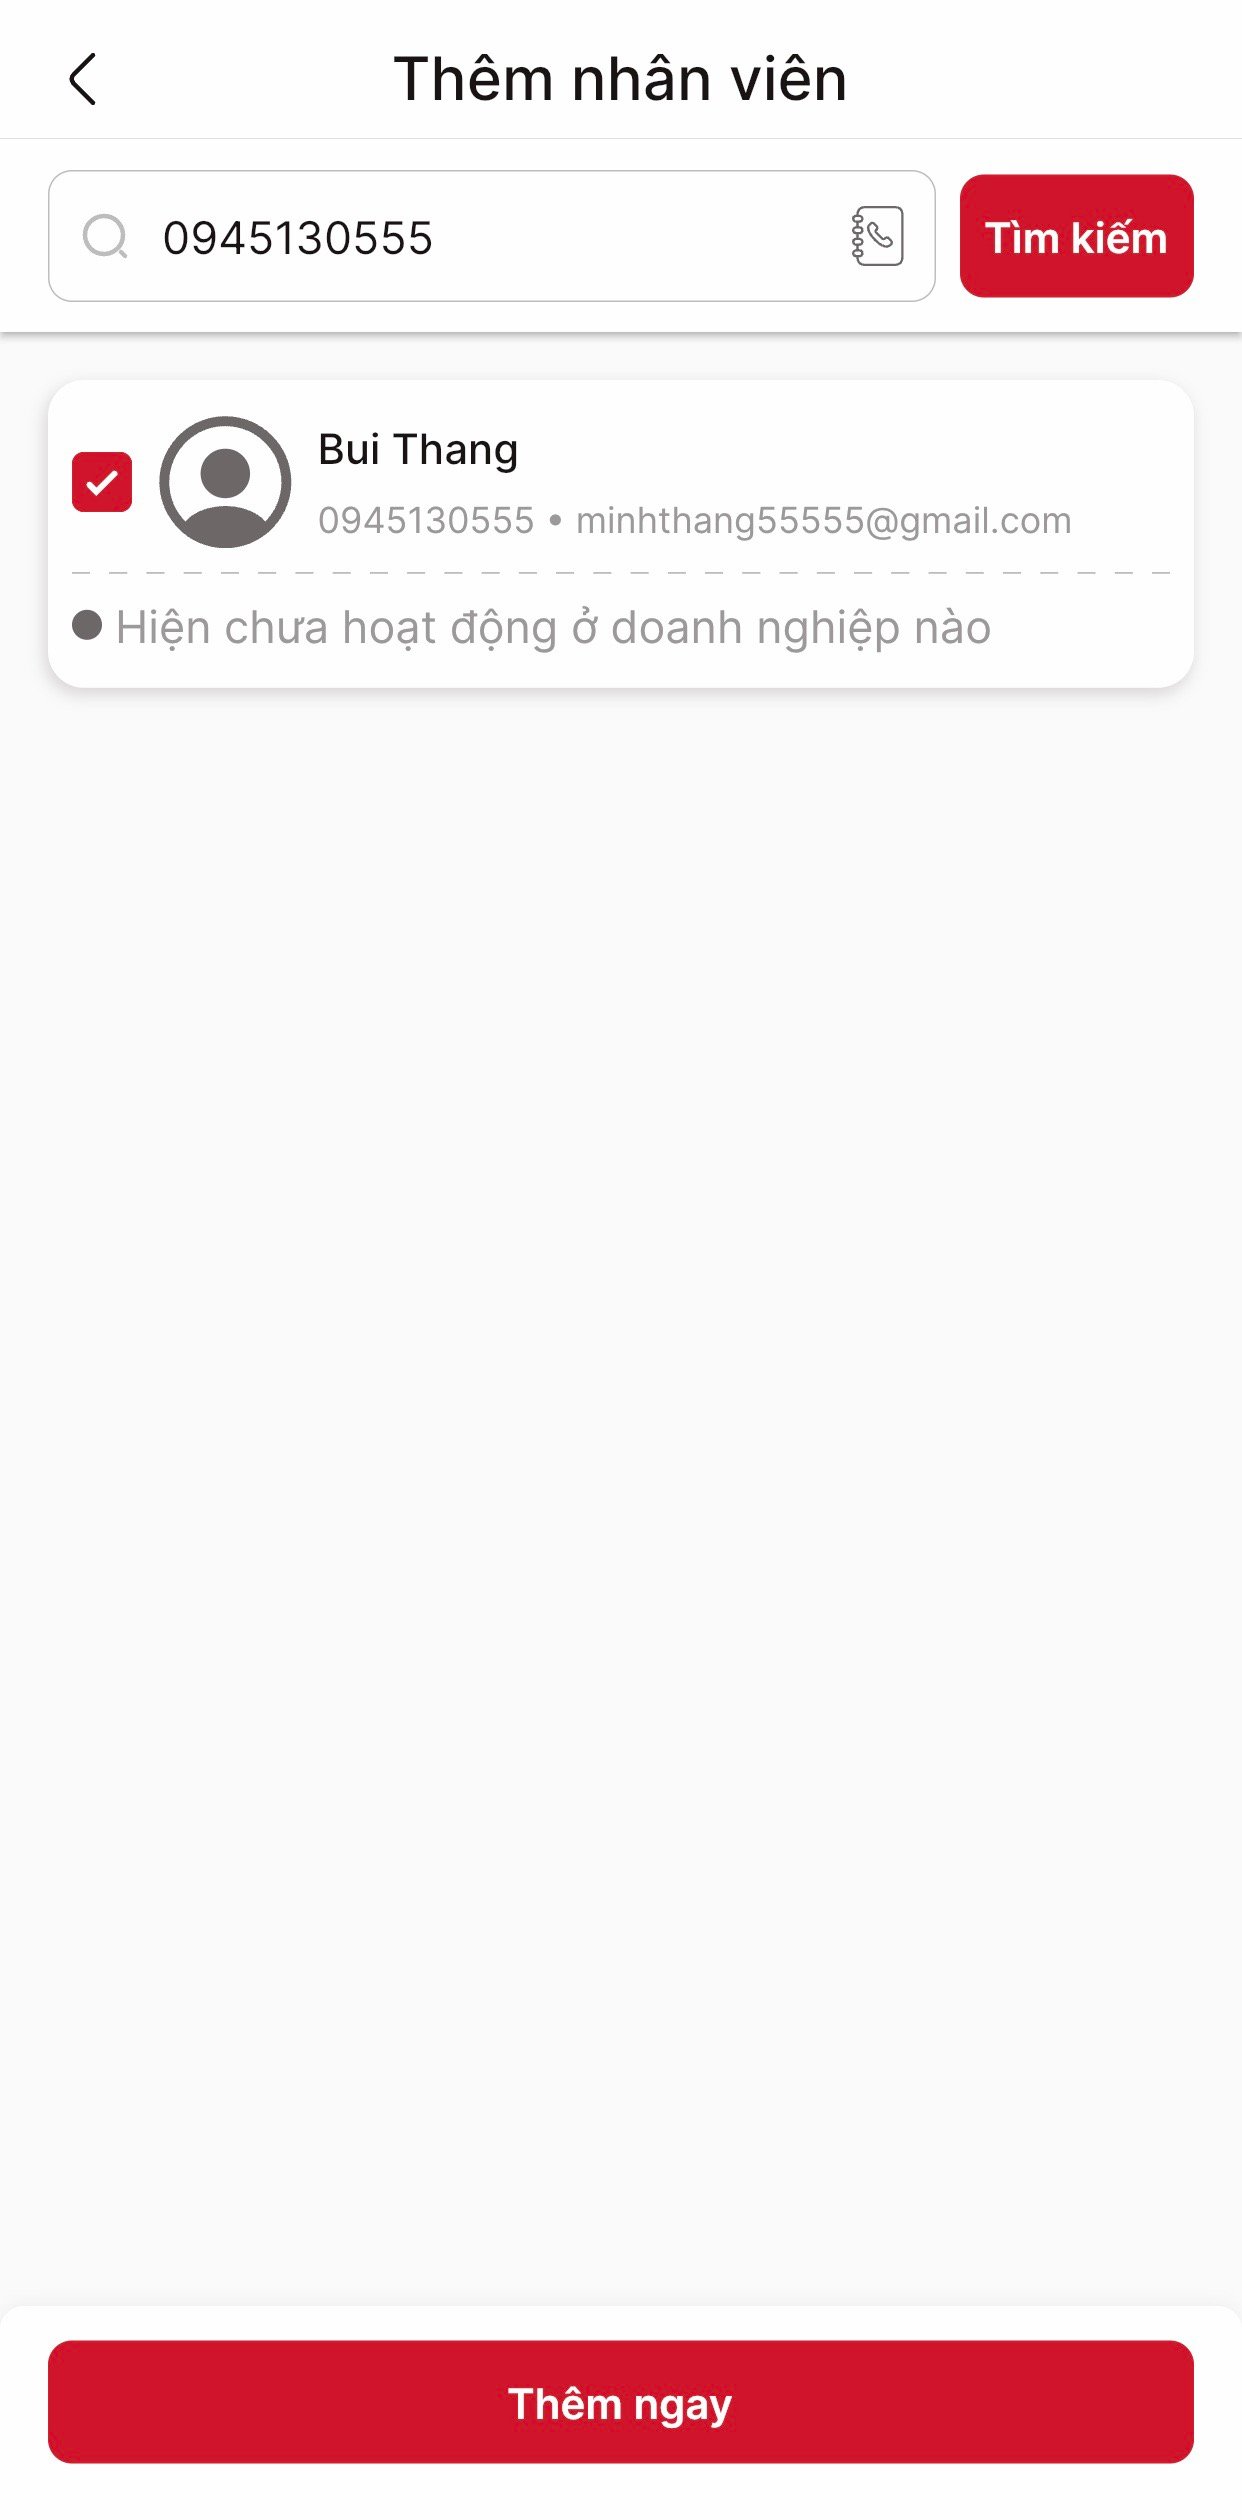 Thêm nhân viên
0945130555
Tìm kiếm
Bui Thang
0945130555 • minhthang55555@gmail.com
Hiện chưa hoạt động ở doanh nghiệp nào
Thêm ngay